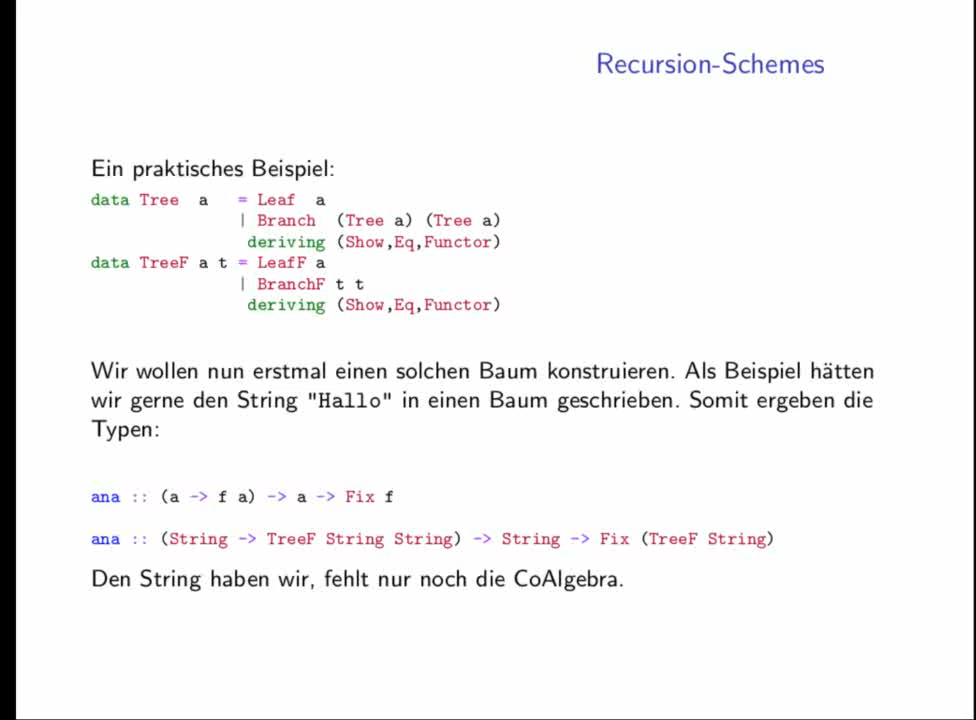 Recursion-Schemes
Ein praktisches Beispiel:
data Tree a = Leaf a
| Branch (Tree a) (Tree a)
deriving (Show,Eq,Functor)
data TreeF a t = LeafF a
| BranchF t t
deriving (Show,Eq,Functor)
Wir wollen nun erstmal einen solchen Baum konstruieren. Als Beispiel hätten
wir gerne den String "Hallo" in einen Baum geschrieben. Somit ergeben die
Typen:
ana :: (a -> f a) -> a -> Fix f
ana :: (String -> TreeF String String) -> String -> Fix (TreeF String)
Den String haben wir, fehlt nur noch die CoAlgebra.